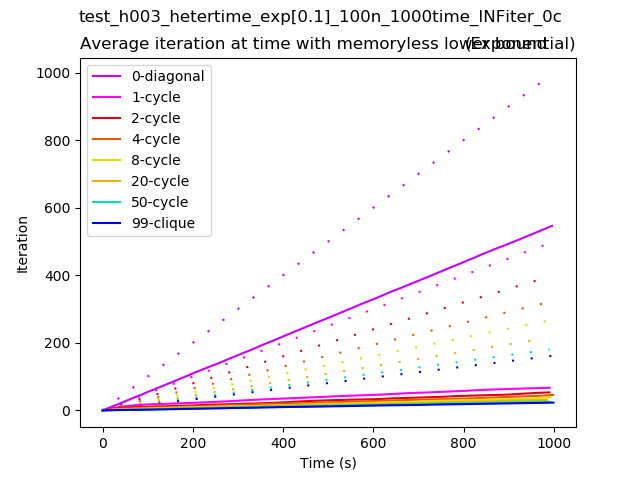 test_h003_hetertime_exp[0.1]_100n_1000time_INFiter_0c
Average iteration at time with memoryless lower bound (Exponential)
1000
800
600
400
200
0
Iteration
0-diagonal
1-cycle
2-cycle
4-cycle
8-cycle
20-cycle
50-cycle
99-clique
0 200 400 600 800 1000
Time (s)